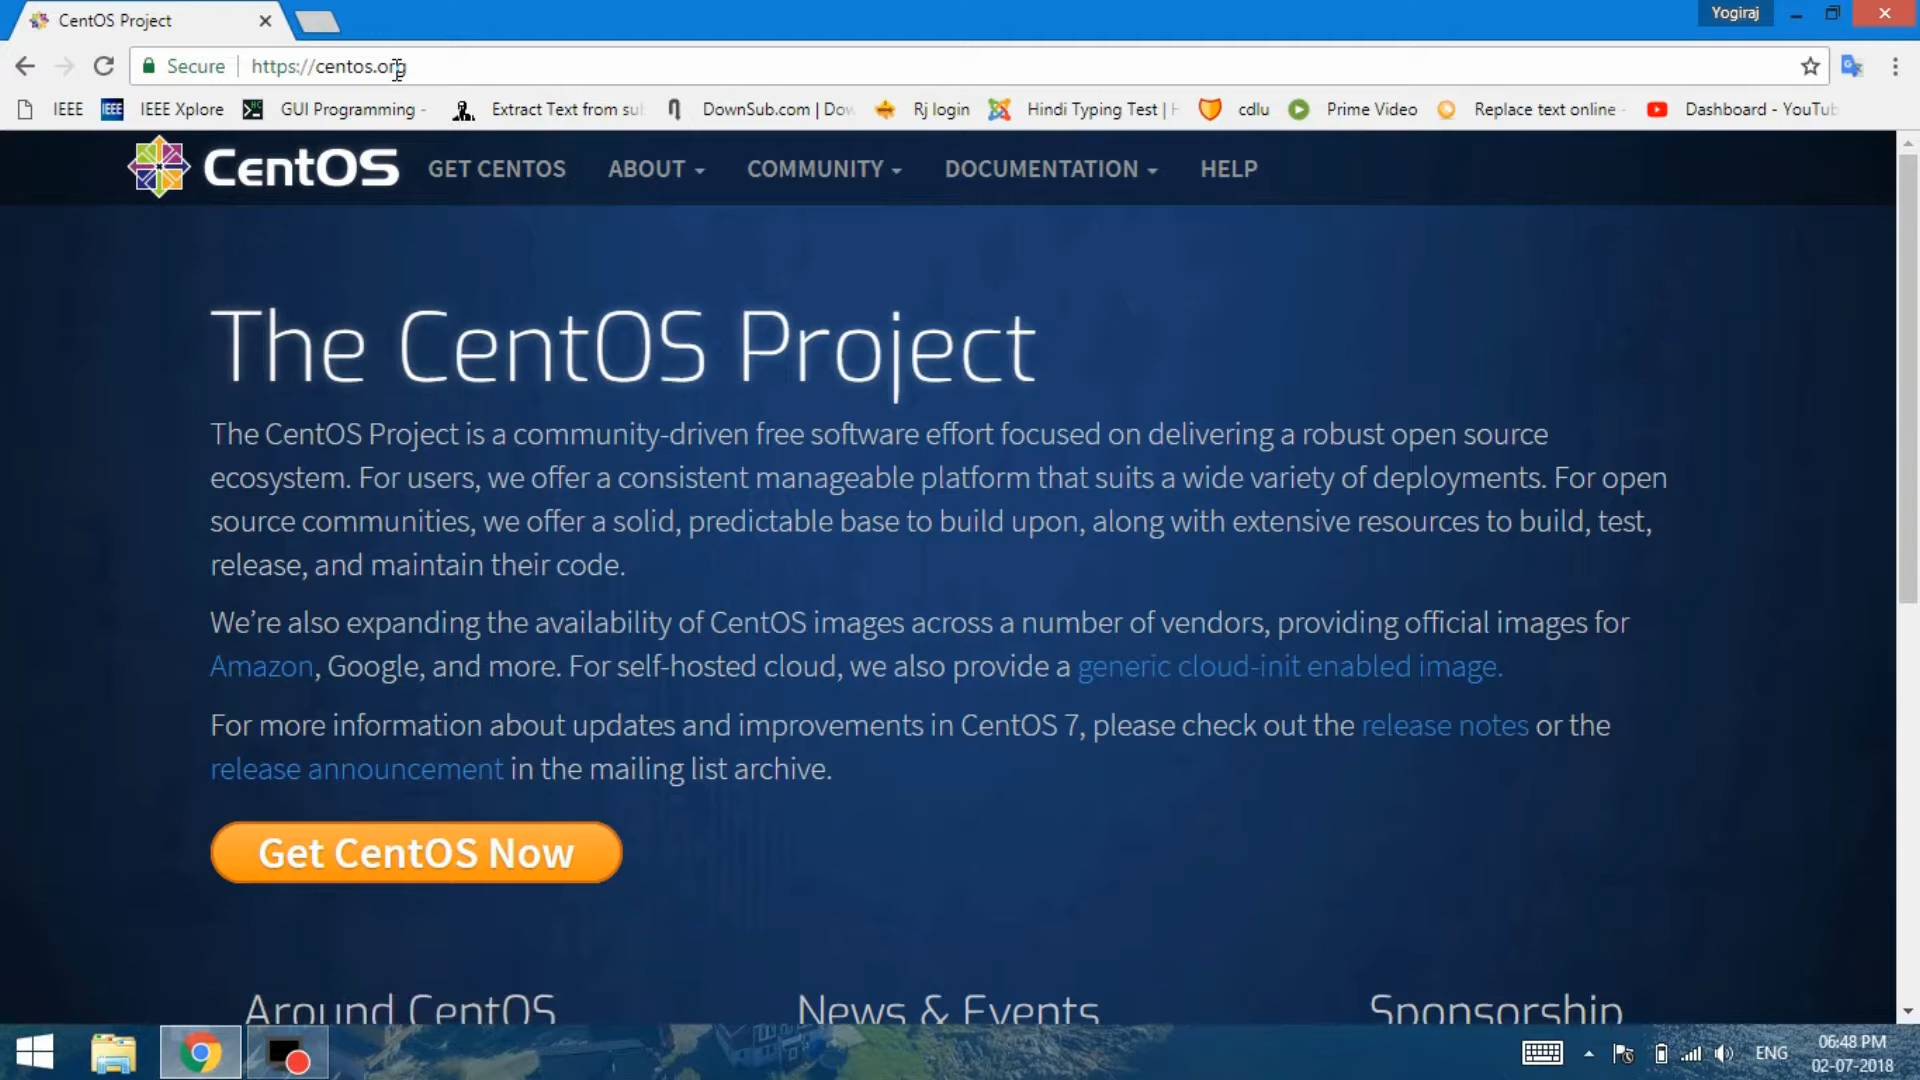 CentOS Project
Yogiraj
Secure
https://centos.org
IEEE
IEEE
IEEE Xplore
HC
GUI Programming -
Extract Text from su
DownSub.com | Dow
Rj login
Hindi Typing Test |
cdlu
Prime Video
Replace text online -
Dashboard - YouTub
CentOS
GET CENTOS
ABOUT
COMMUNITY
DOCUMENTATION
HELP
The CentOS Project
The CentOS Project is a community-driven free software effort focused on delivering a robust open source
ecosystem. For users, we offer a consistent manageable platform that suits a wide variety of deployments. For open
source communities, we offer a solid, predictable base to build upon, along with extensive resources to build, test,
release, and maintain their code.
We’re also expanding the availability of CentOS images across a number of vendors, providing official images for
Amazon, Google, and more. For self-hosted cloud, we also provide a generic cloud-init enabled image.
For more information about updates and improvements in CentOS 7, please check out the release notes or the
release announcement in the mailing list archive.
Get CentOS Now
Around CentOS
News & Events
Sponsorship
ENG
06:48 PM
02-07-2018